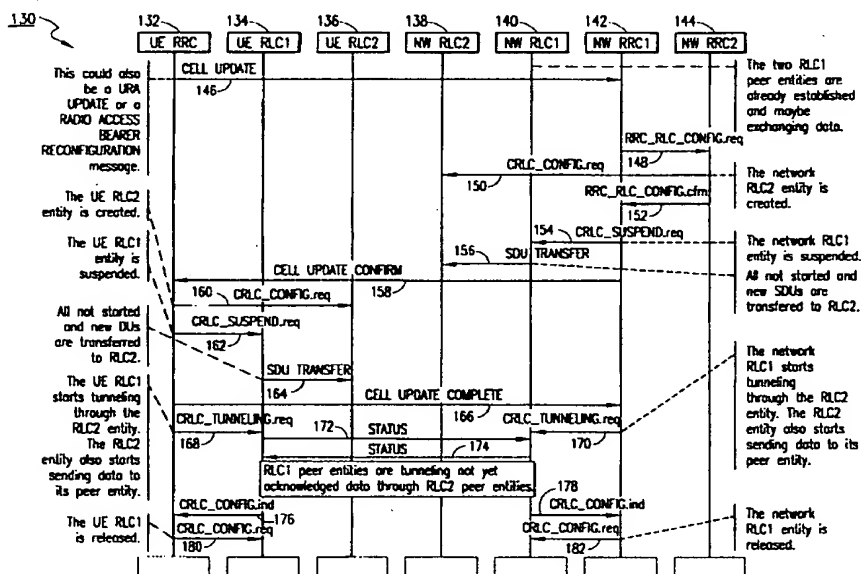 130
132
134
136
138
140
142
144
UE RRC
UE RLC1
UE RLC2
NW RLC2
NW RLC1
NW RRC1
NW RRC2
This could also
be a URA
UPDATE or a
RADIO ACCESS
BEARER
RECONFIGURATION
message.
CELL UPDATE
146
The two RLC1
peer entities are
already established
and maybe
exchanging data.
RRC_RLC_CONFIG.req
148
CRLC_CONFIG.req
150
The network
RLC2 entity is
created.
RRC_RLC_CONFIG.cfm
152
The UE RLC2
entity is created.
154
CRLC_SUSPEND.req
The network RLC1
entity is suspended.
The UE RLC1
entity is
suspended.
156
SDU TRANSFER
All not started and
new SDUs are
transfered to RLC2.
CELL UPDATE CONFIRM
158
160
CRLC_CONFIG.req
All not started
and new DUs
are transferred
to RLC2.
CRLC_SUSPEND.req
162
SDU TRANSFER
164
The network
RLC1 starts
tunneling
through the RLC2
entity. The RLC2
entity also starts
sending data to its
peer entity.
The UE RLC1
starts tunneling
through the
RLC2 entity.
The RLC2
entity also starts
sending data to
its peer entity.
CELL UPDATE COMPLETE
166
CRLC_TUNNELING.req
168
172
STATUS
CRLC_TUNNELING.req
170
STATUS
174
RLC1 peer entities are tunneling not yet
acknowledged data through RLC2 peer entities.
178
CRLC_CONFIG.ind
176
CRLC_CONFIG.ind
The UE RLC1
is released.
CRLC_CONFIG.req
180
CRLC_CONFIG.req
182
The network
RLC1 entity is
released.